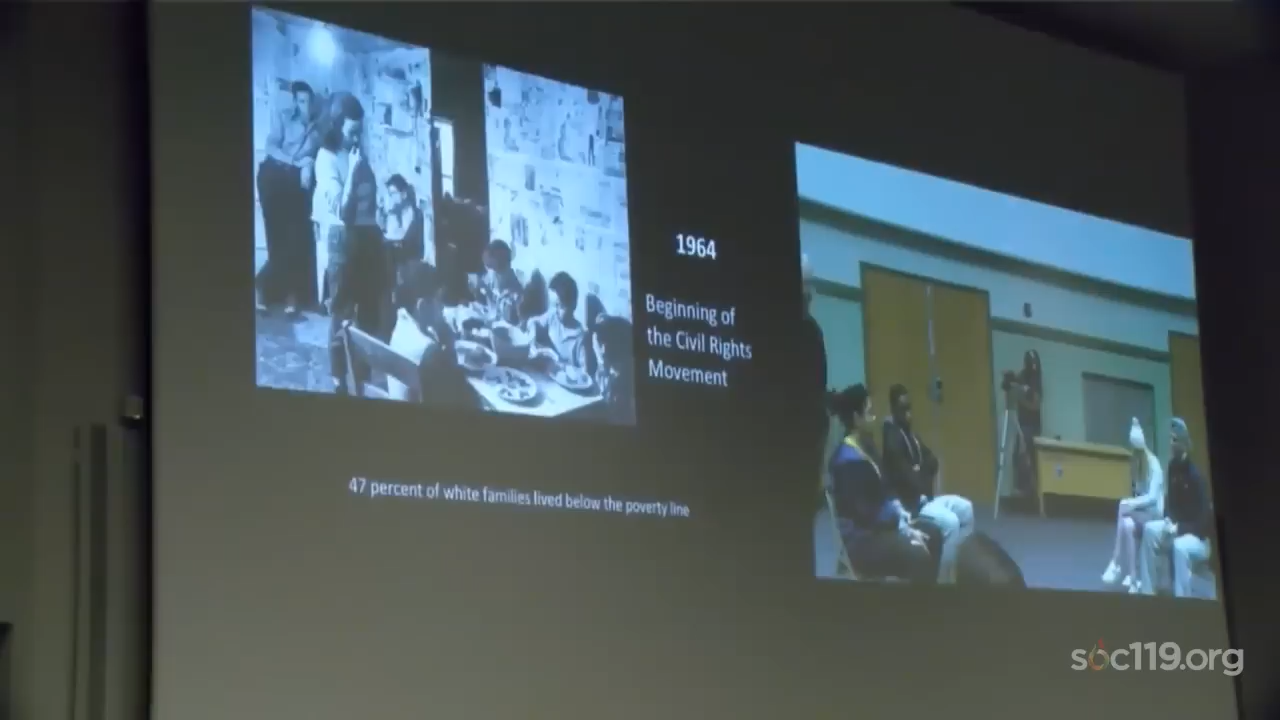 1964
Beginning of
the Civil Rights
Movement
47 percent of white families lived below the poverty line
soc119.org